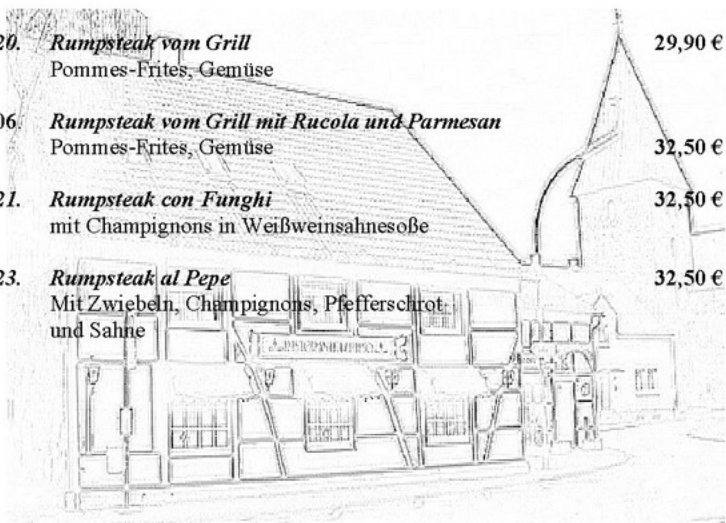 20. Rumpsteak vom Grill 29,90 €
Pommes-Frites, Gemüse
06. Rumpsteak vom Grill mit Rucola und Parmesan
Pommes-Frites, Gemüse 32,50 €
21. Rumpsteak con Funghi 32,50 €
mit Champignons in Weißweinsahnesoße
23. Rumpsteak al Pepe 32,50 €
Mit Zwiebeln, Champignons, Pfefferschrot
und Sahne